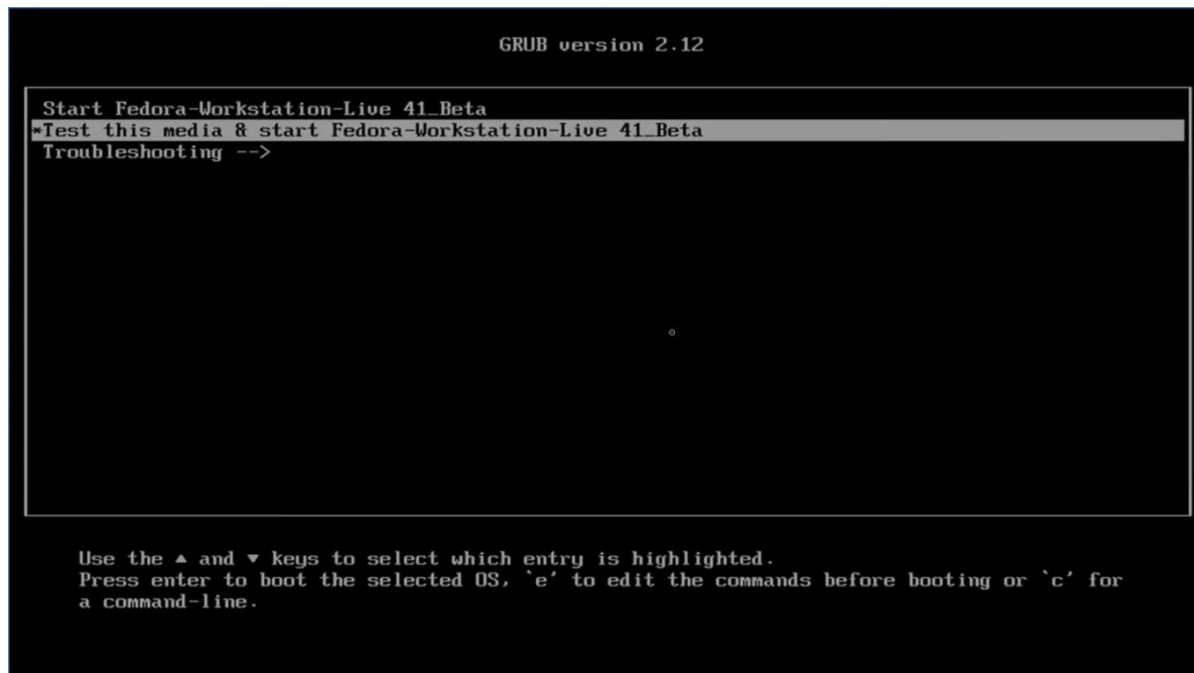 GRUB version 2.12
Start Fedora-Workstation-Live 41_Beta
*Test this media & start Fedora-Workstation-Live 41_Beta
Troubleshooting -->
Use the ▲ and ▼ keys to select which entry is highlighted.
Press enter to boot the selected OS, `e' to edit the commands before booting or `c' for
a command-line.